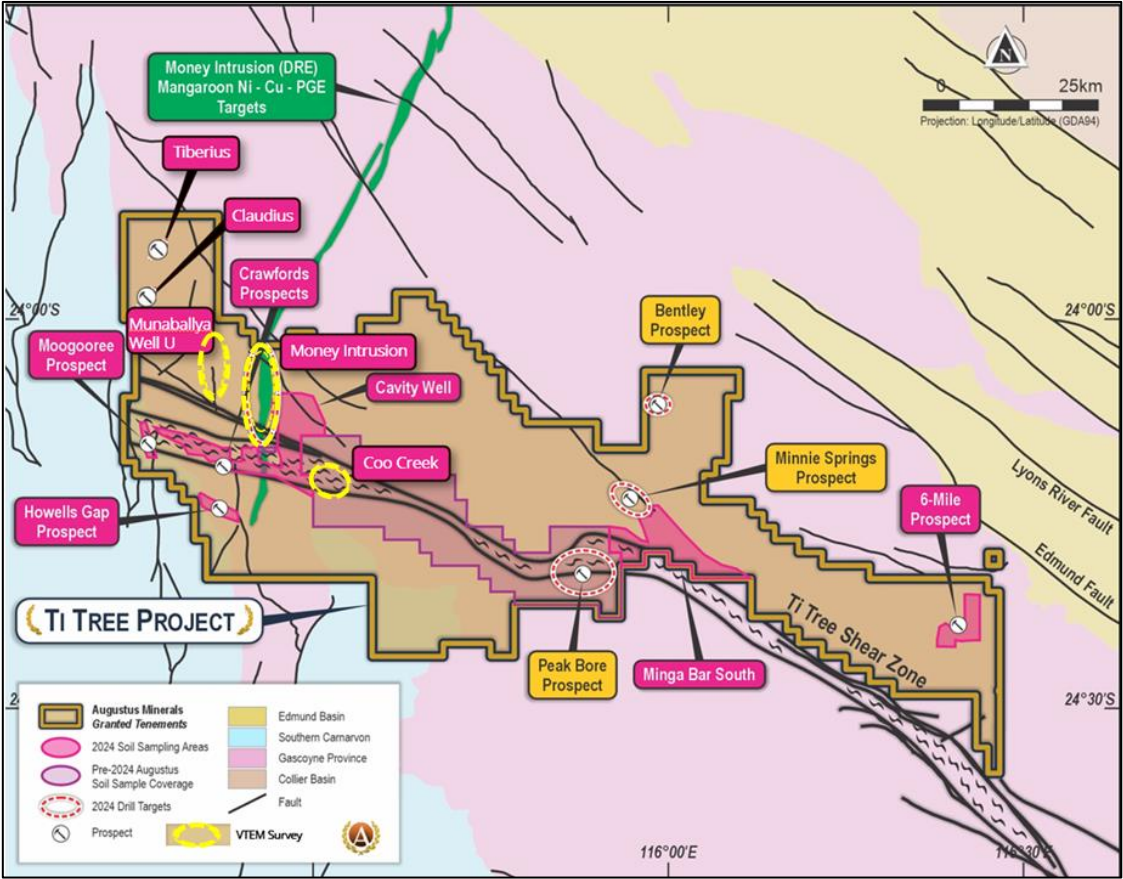 Money Intrusion (DRE)
Mangaroon Ni - Cu - PGE
Targets
0 25km
Projection: Longitude/Latitude (GDA94)
Tiberius
Claudius
Crawfords
Prospects
24°00'S
24°00'S
Munaballya
Well U
Moogooree
Prospect
Money Intrusion
Cavity Well
Bentley
Prospect
Coo Creek
Minnie Springs
Prospect
Lyons River Fault
6-Mile
Prospect
Howells Gap
Prospect
Edmund Fault
TI TREE PROJECT
Ti Tree Shear Zone
Peak Bore
Prospect
Minga Bar South
24°30'S
Augustus Minerals
Granted Tenements
2024 Soil Sampling Areas
Pre-2024 Augustus
Soil Sample Coverage
2024 Drill Targets
Prospect
Edmund Basin
Southern Carnarvon
Gascoyne Province
Collier Basin
Fault
VTEM Survey
A
116°00'E
116°30'E